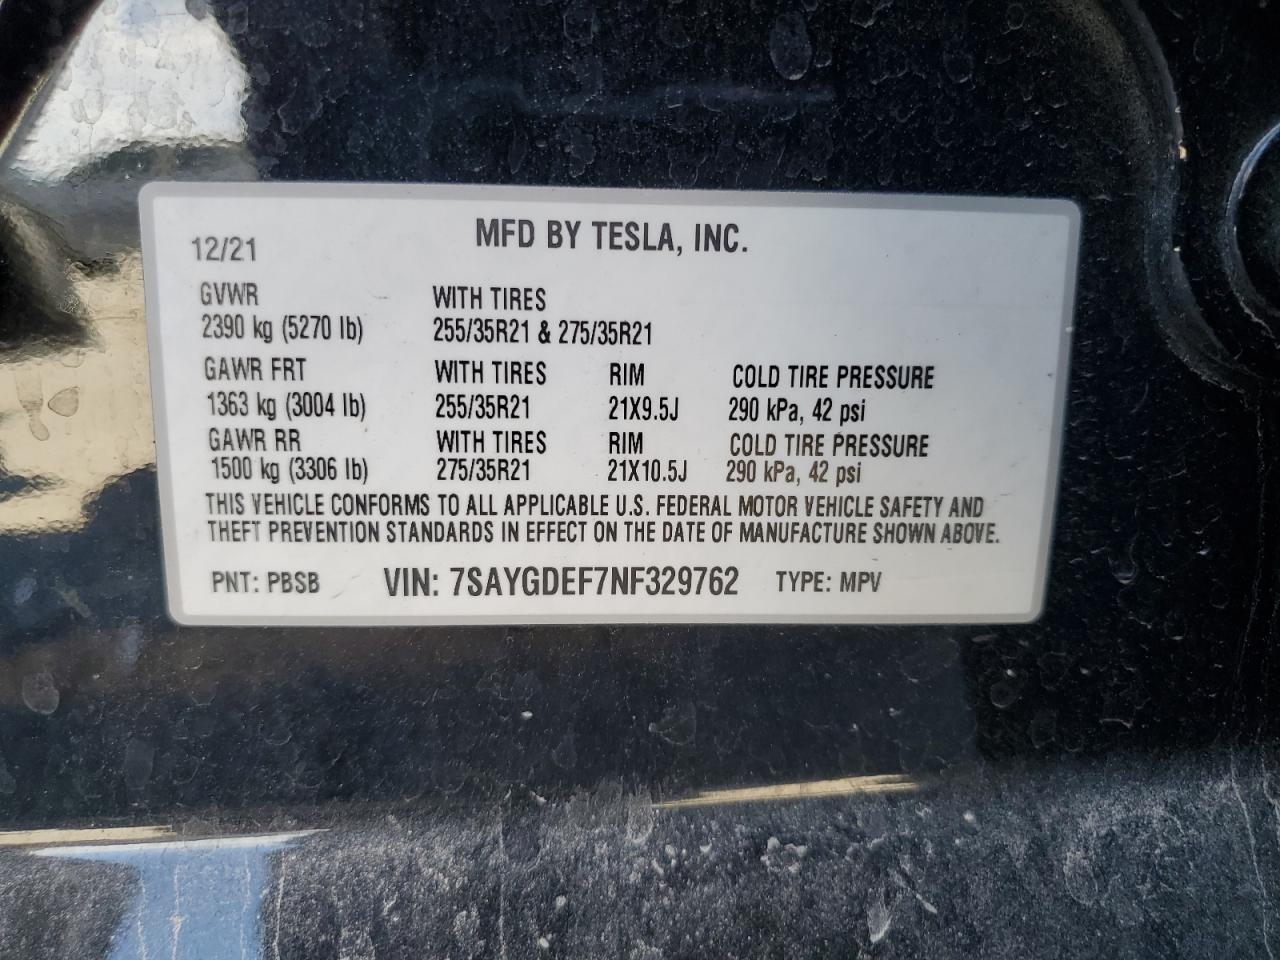 MFD BY TESLA, INC.
12/21
GVWR WITH TIRES
2390 kg (5270 lb) 255/35R21 & 275/35R21
GAWR FRT WITH TIRES RIM COLD TIRE PRESSURE
1363 kg (3004 lb) 255/35R21 21X9.5J 290 kPa, 42 psi
GAWR RR WITH TIRES RIM COLD TIRE PRESSURE
1500 kg (3306 lb) 275/35R21 21X10.5J 290 kPa, 42 psi
THIS VEHICLE CONFORMS TO ALL APPLICABLE U.S. FEDERAL MOTOR VEHICLE SAFETY AND
THEFT PREVENTION STANDARDS IN EFFECT ON THE DATE OF MANUFACTURE SHOWN ABOVE.
PNT: PBSB VIN: 7SAYGDEF7NF329762 TYPE: MPV